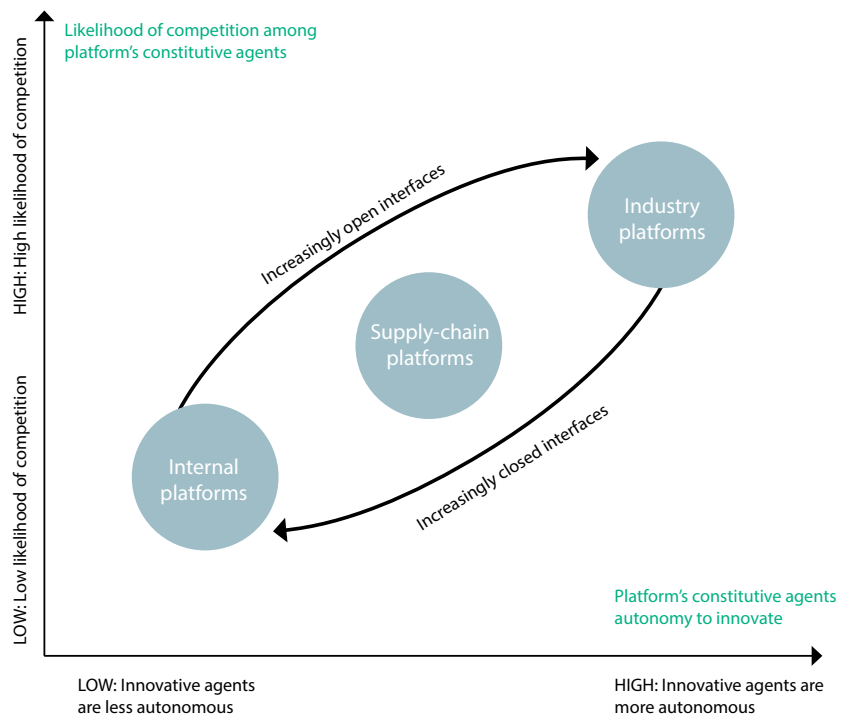 Likelihood of competition among
platform's constitutive agents
HIGH: High likelihood of competition
LOW: Low likelihood of competition
Increasingly open interfaces
Industry
platforms
Supply-chain
platforms
Internal
platforms
Increasingly closed interfaces
Platform's constitutive agents
autonomy to innovate
LOW: Innovative agents
are less autonomous
HIGH: Innovative agents are
more autonomous